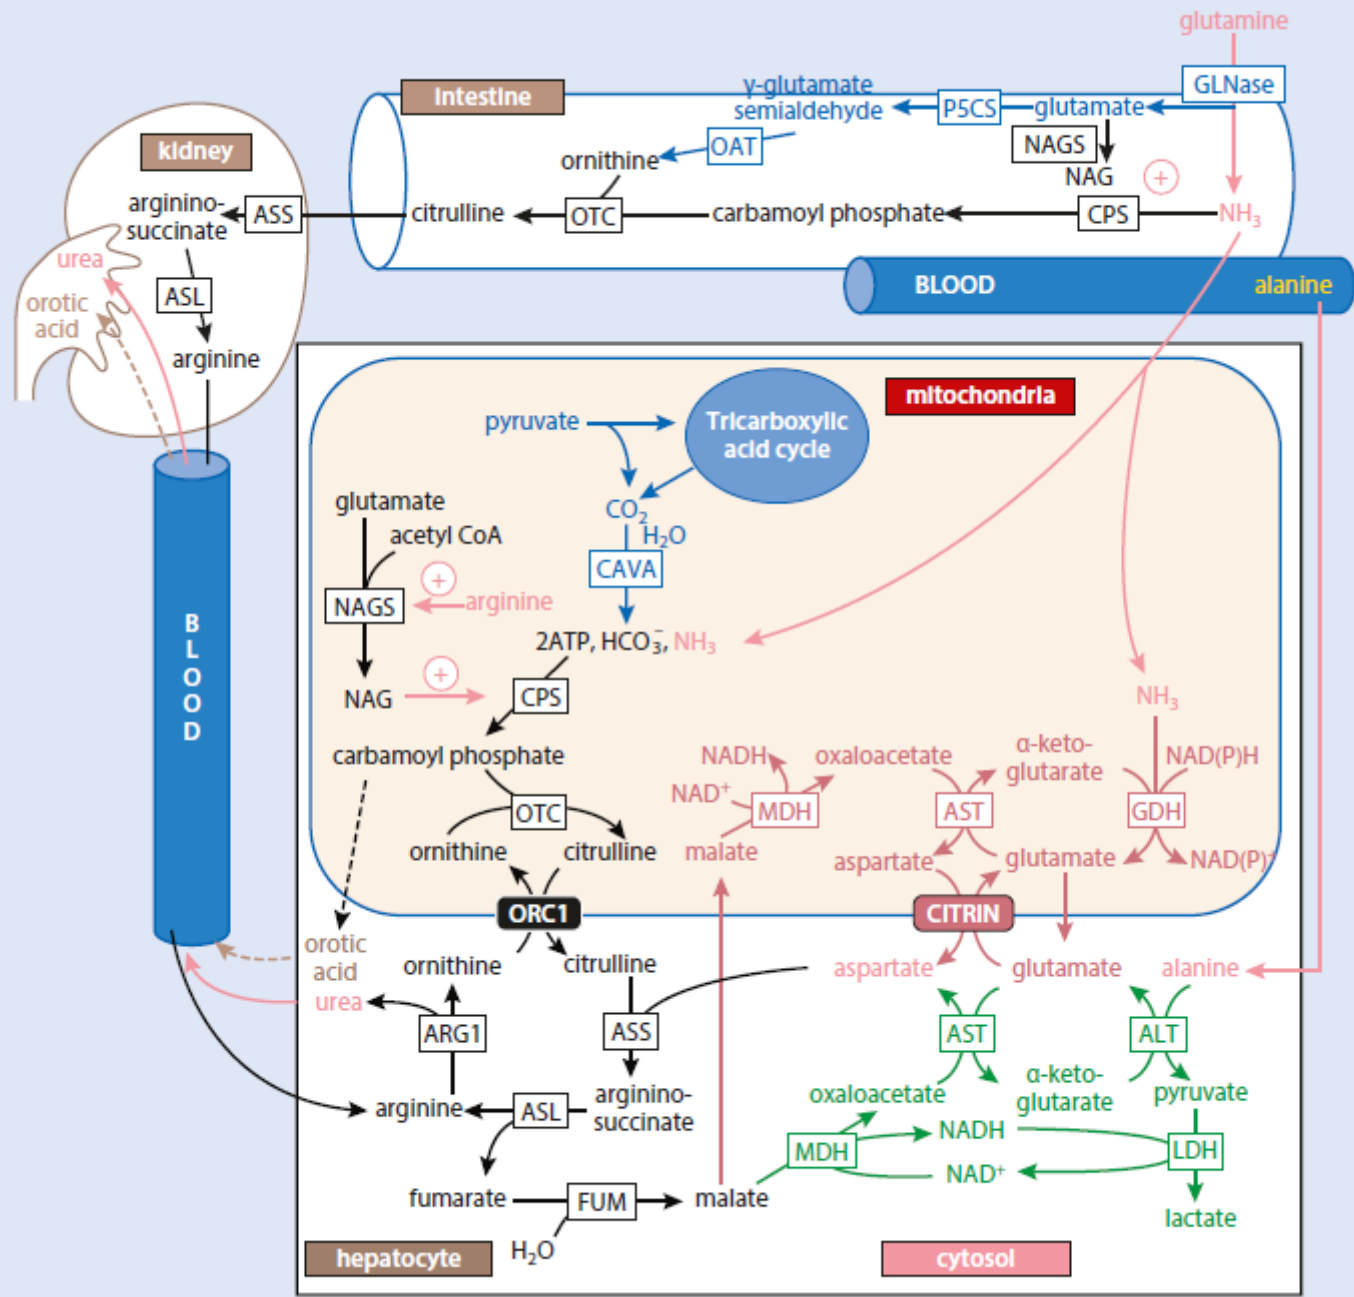 glutamine
GLNase
Intestine
γ-glutamate
semialdehyde
P5CS
glutamate
OAT
NAGS
NAG
+
ornithine
kidney
arginino-
succinate
ASS
citrulline
OTC
carbamoyl phosphate
CPS
NH₃
urea
orotic
acid
ASL
arginine
BLOOD
alanine
mitochondria
pyruvate
Tricarboxylic
acid cycle
CO₂
H₂O
CAVA
glutamate
acetyl CoA
+
NAGS
arginine
2ATP, HCO₃⁻, NH₃
NAG
+
CPS
BLOOD
NH₃
carbamoyl phosphate
NADH
oxaloacetate
α-keto-
glutarate
NAD(P)H
NAD⁺
MDH
AST
GDH
OTC
ornithine
citrulline
malate
aspartate
glutamate
NAD(P)⁺
ORC1
CITRIN
orotic
acid
urea
ornithine
citrulline
aspartate
glutamate
alanine
ARG1
ASS
AST
ALT
arginine
ASL
arginino-
succinate
oxaloacetate
α-keto-
glutarate
pyruvate
MDH
NADH
NAD⁺
LDH
fumarate
FUM
malate
lactate
H₂O
hepatocyte
cytosol